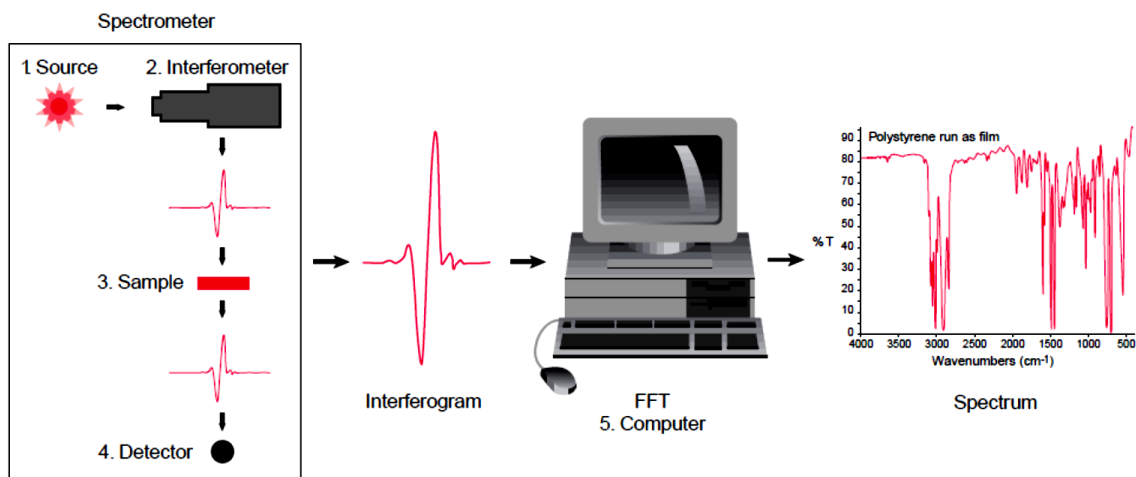 Spectrometer
1. Source
2. Interferometer
3. Sample
4. Detector
Interferogram
FFT
5. Computer
Polystyrene run as film
%T
90
80
70
60
50
40
30
20
10
0
4000 3500 3000 2500 2000 1500 1000 500
Wavenumbers (cm-1)
Spectrum